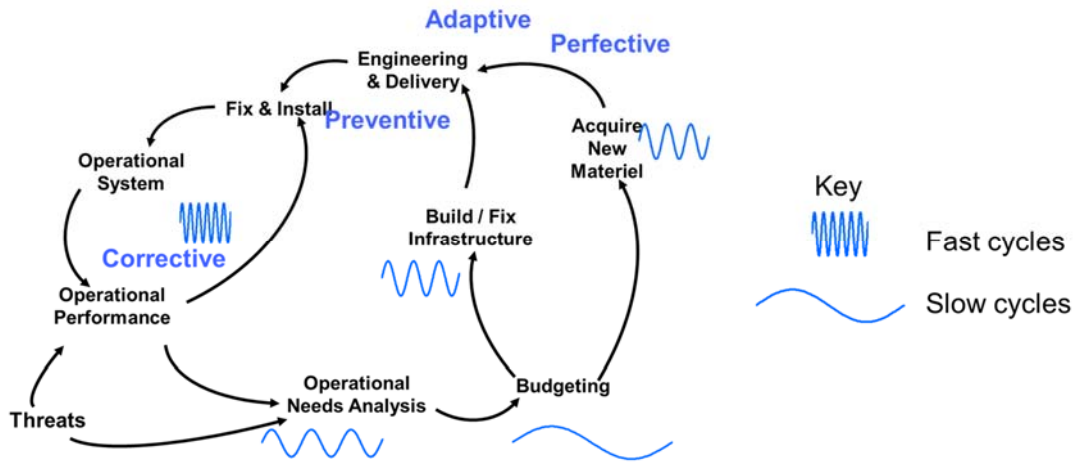 Adaptive
Perfective
Engineering
& Delivery
Fix & Install
Preventive
Acquire
New
Materiel
Operational
System
Key
Build / Fix
Infrastructure
Fast cycles
Corrective
Operational
Performance
Slow cycles
Operational
Needs Analysis
Budgeting
Threats